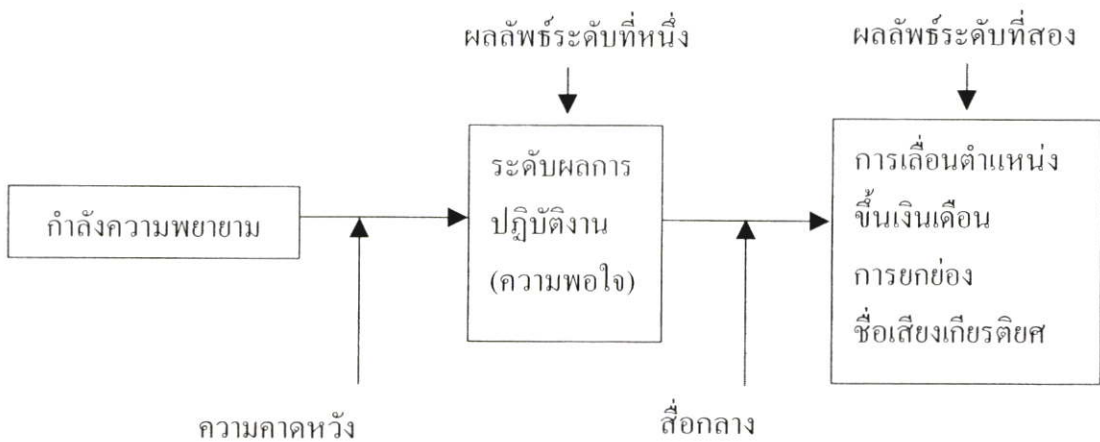 ผลลัพธ์ระดับที่หนึ่ง
ผลลัพธ์ระดับที่สอง
กำลังความพยายาม
ระดับผลการ
ปฏิบัติงาน
(ความพอใจ)
การเลื่อนตำแหน่ง
ขึ้นเงินเดือน
การยกย่อง
ชื่อเสียงเกียรติยศ
ความคาดหวัง
สื่อกลาง